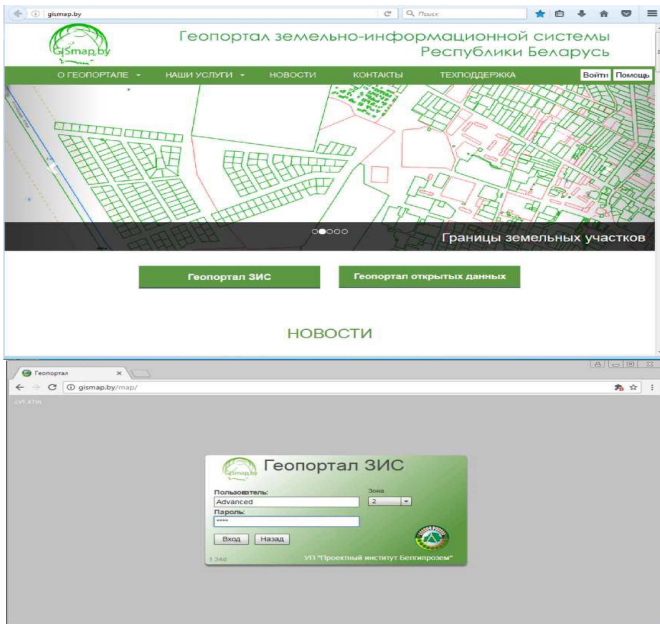 gismap.by
Поиск
GiSmap.by
Геопортал земельно-информационной системы
Республики Беларусь
О ГЕОПОРТАЛЕ
НАШИ УСЛУГИ
НОВОСТИ
КОНТАКТЫ
ТЕХПОДДЕРЖКА
Войти
Помощь
Границы земельных участков
Геопортал ЗИС
Геопортал открытых данных
НОВОСТИ
Геопортал
gismap.by/map/
Геопортал ЗИС
Пользователь:
Зона
Advanced
2
Пароль:
****
Вход
Назад
УП "Проектный институт Белгипрозем"